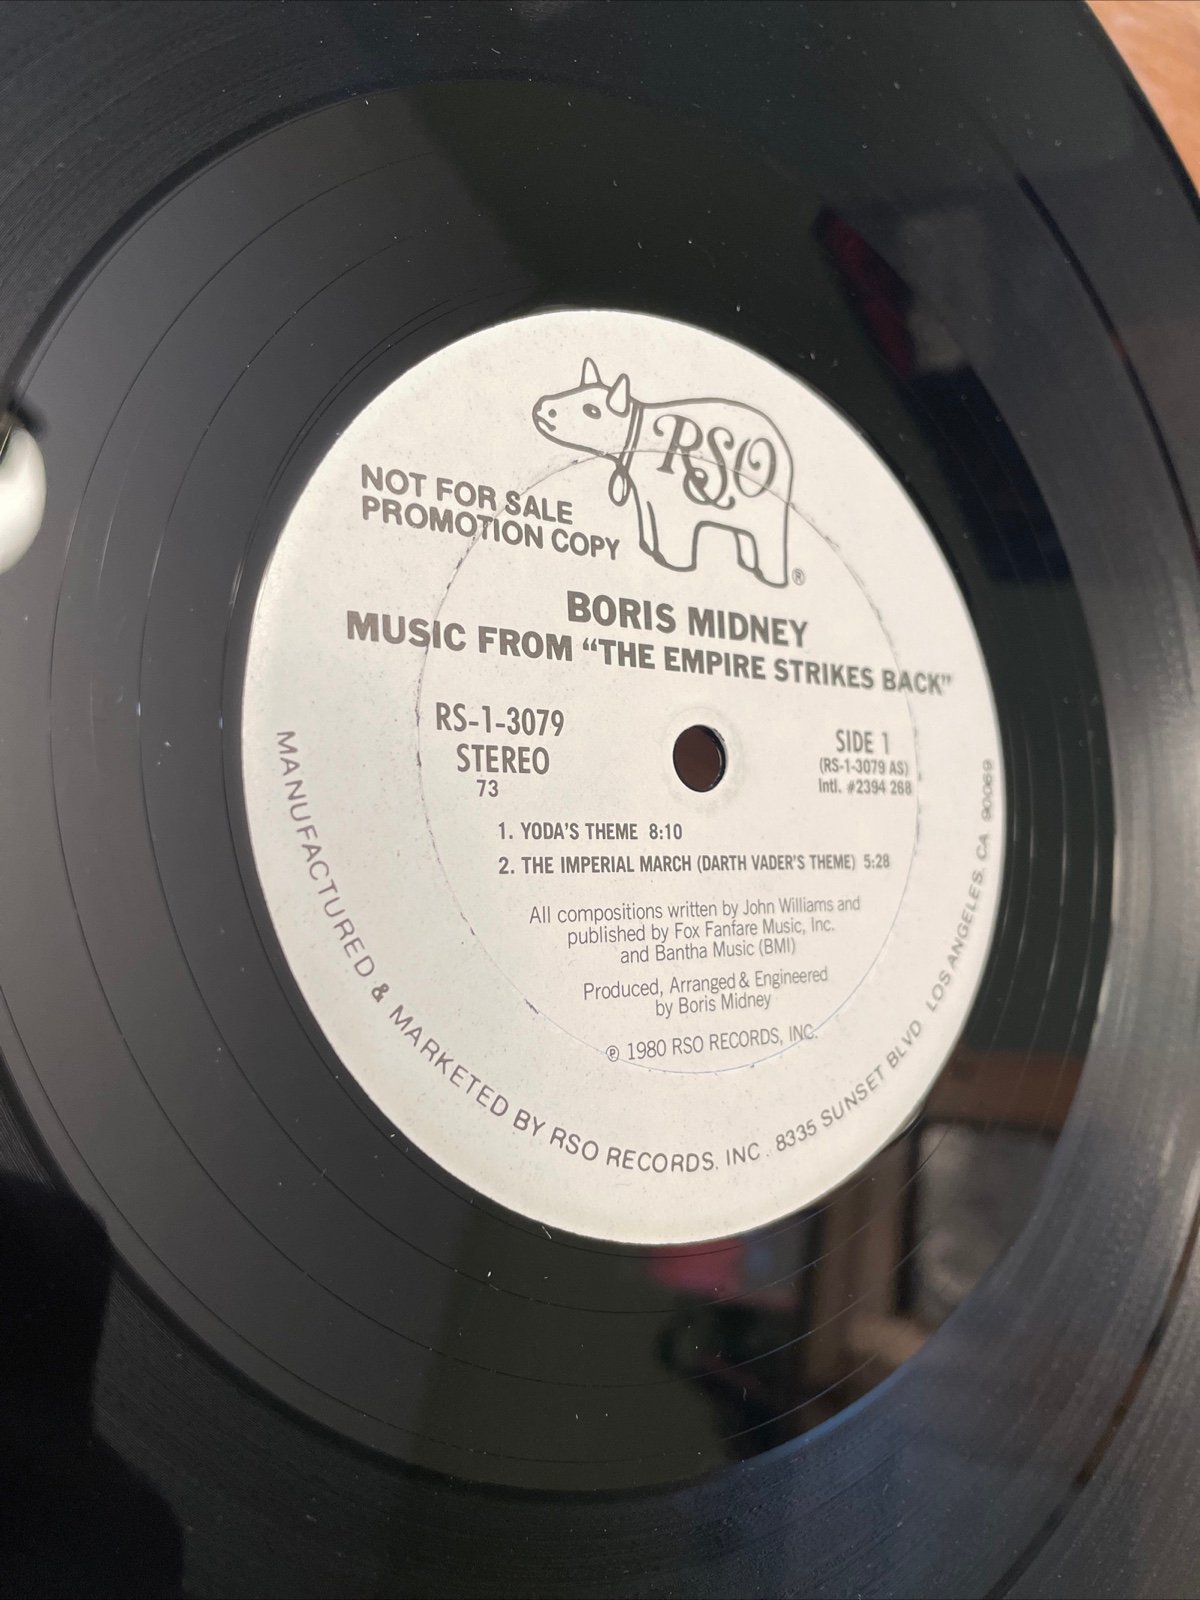 RSO
®
NOT FOR SALE
PROMOTION COPY
BORIS MIDNEY
MUSIC FROM “THE EMPIRE STRIKES BACK”
RS-1-3079
STEREO
73
SIDE 1
(RS-1-3079 AS)
Intl. #2394 268
1. YODA'S THEME 8:10
2. THE IMPERIAL MARCH (DARTH VADER'S THEME) 5:28
All compositions written by John Williams and
published by Fox Fanfare Music, Inc.
and Bantha Music (BMI)
Produced, Arranged & Engineered
by Boris Midney
℗ 1980 RSO RECORDS, INC.
MANUFACTURED & MARKETED BY RSO RECORDS, INC. 8335 SUNSET BLVD LOS ANGELES, CA 90069